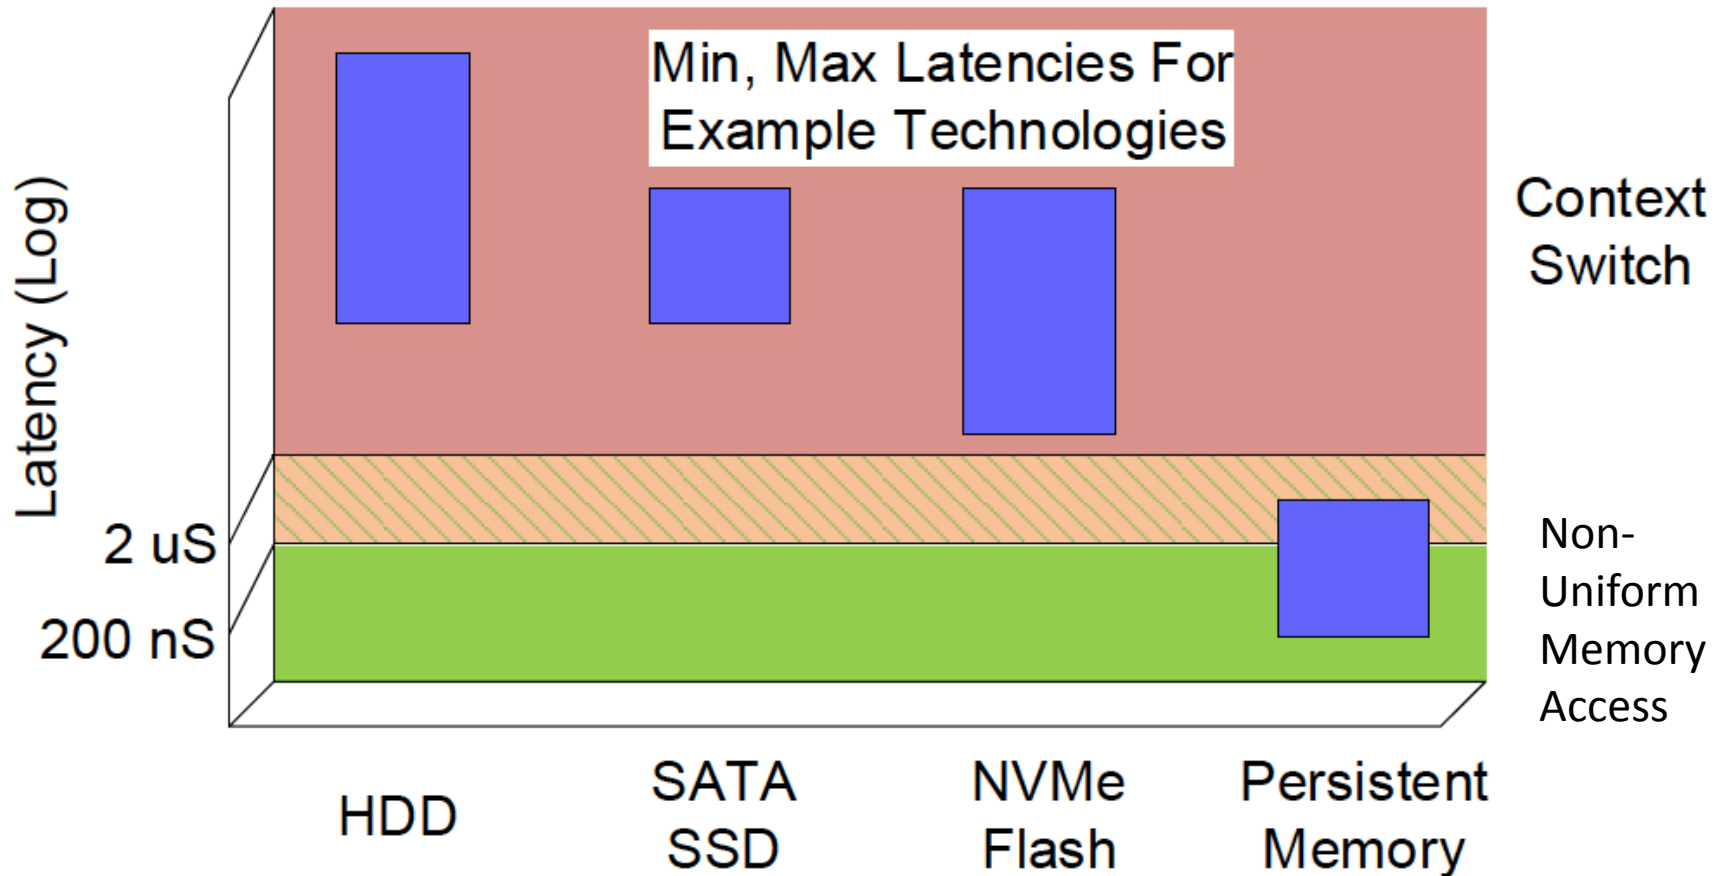 Min, Max Latencies For
Example Technologies
Latency (Log)
2 uS
200 nS
Context
Switch
Non-
Uniform
Memory
Access
HDD
SATA
SSD
NVMe
Flash
Persistent
Memory